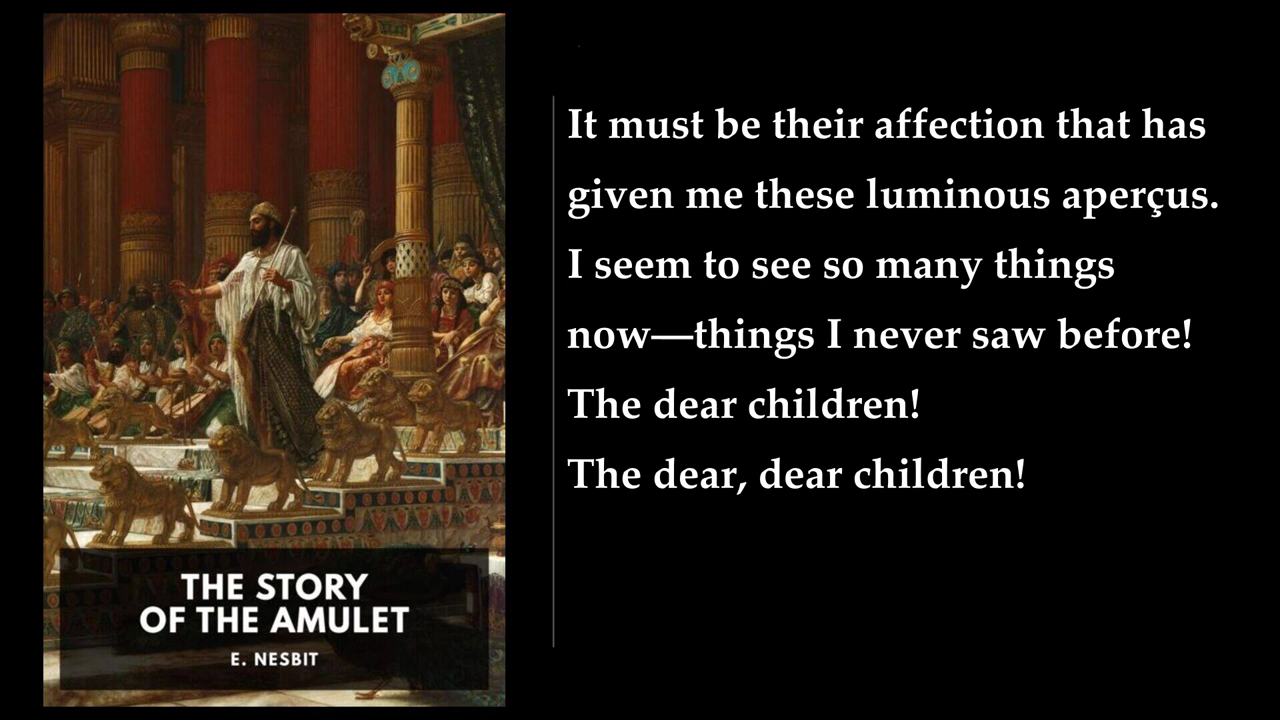 It must be their affection that has
given me these luminous aperçus.
I seem to see so many things
now—things I never saw before!
The dear children!
The dear, dear children!
THE STORY
OF THE AMULET
E. NESBIT